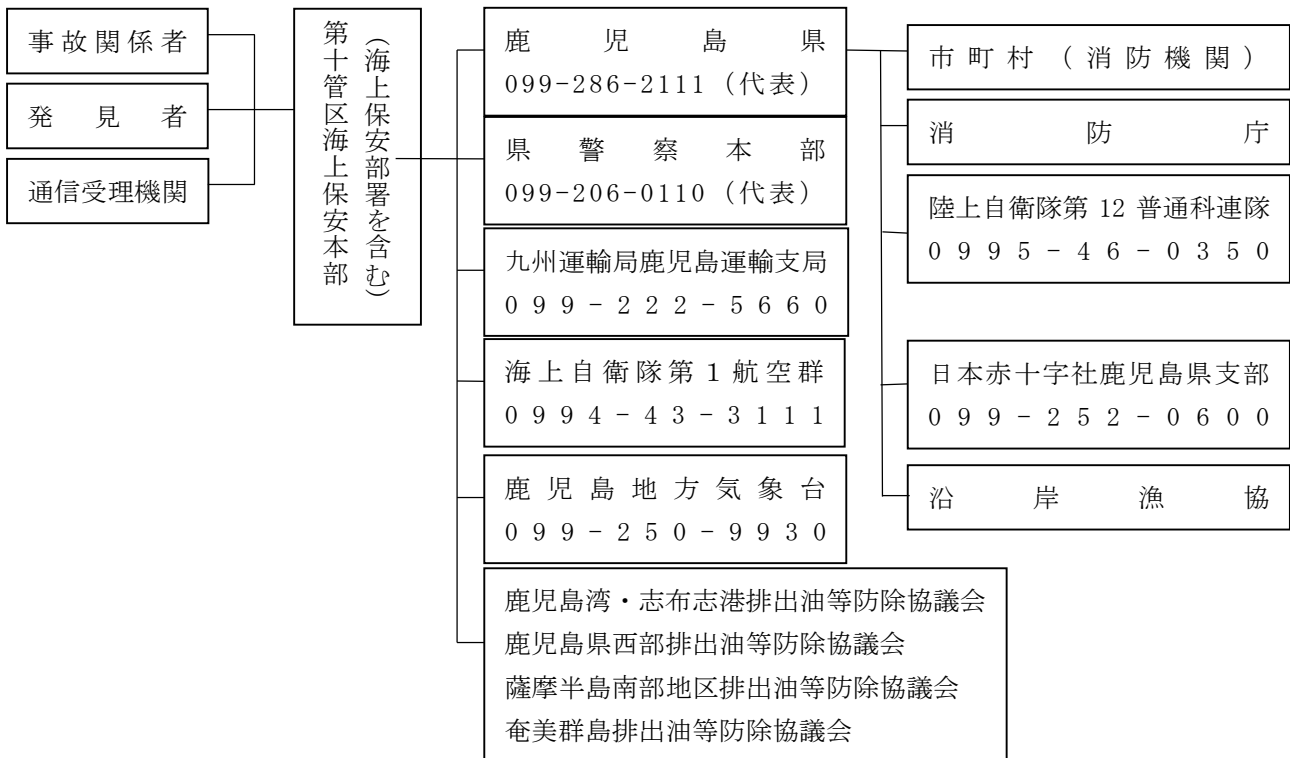 事故関係者
発見者
通信受理機関
第十管区海上保安本部
(海上保安部署を含む)
鹿児島県
099-286-2111(代表)
県警察本部
099-206-0110(代表)
九州運輸局鹿児島運輸支局
099-222-5660
海上自衛隊第1航空群
0994-43-3111
鹿児島地方気象台
099-250-9930
鹿児島湾・志布志港排出油等防除協議会
鹿児島県西部排出油等防除協議会
薩摩半島南部地区排出油等防除協議会
奄美群島排出油等防除協議会
市町村(消防機関)
消防庁
陸上自衛隊第12普通科連隊
0995-46-0350
日本赤十字社鹿児島県支部
099-252-0600
沿岸漁協